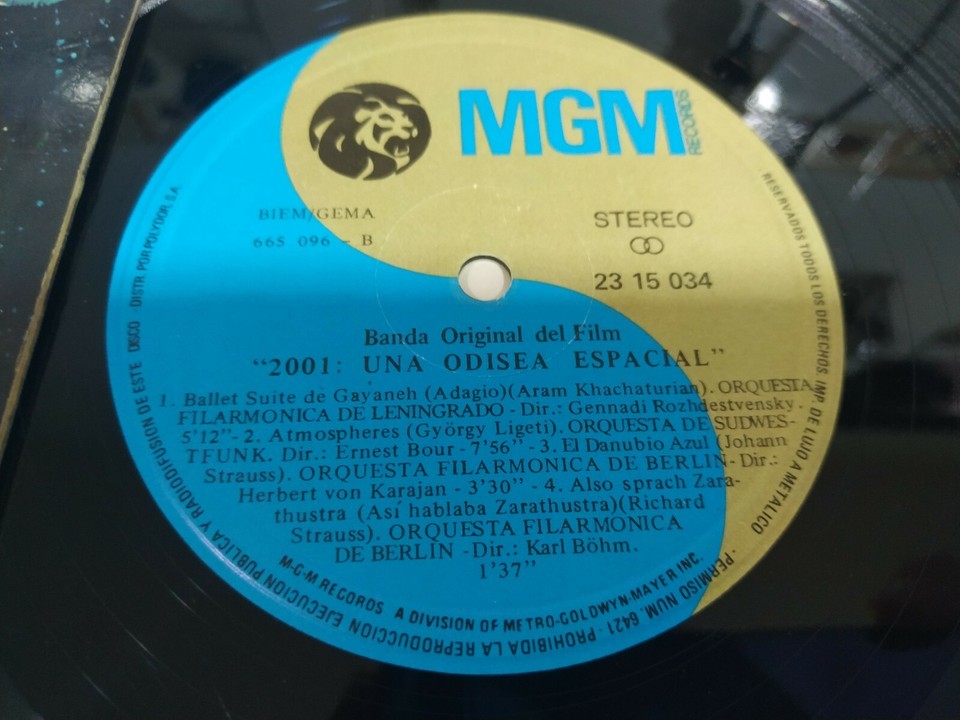 MGM
RECORDS
BIEM/GEMA
665 096 - B
STEREO
23 15 034
Banda Original del Film
"2001: UNA ODISEA ESPACIAL"
1. Ballet Suite de Gayaneh (Adagio)(Aram Khachaturian). ORQUESTA
FILARMONICA DE LENINGRADO - Dir.: Gennadi Rozhdestvensky.
5'12"- 2. Atmospheres (György Ligeti). ORQUESTA DE SUDWES-
TFUNK. Dir.: Ernest Bour - 7'56" - 3. El Danubio Azul (Johann
Strauss). ORQUESTA FILARMONICA DE BERLIN - Dir.:
Herbert von Karajan - 3'30" - 4. Also sprach Zara-
thustra (Así hablaba Zarathustra)(Richard
Strauss). ORQUESTA FILARMONICA
DE BERLIN -Dir.: Karl Böhm.
1'37"
M-G-M RECORDS A DIVISION OF METRO-GOLDWYN-MAYER INC.
RESERVADOS TODOS LOS DERECHOS. IMP. DE LUJO A METALICO
·PERMISO NUM. 6421· PROHIBIDA LA REPRODUCCION EJECUCION PUBLICA Y RADIODIFUSION DE ESTE DISCO ·DISTR. POR POLYDOR, S.A